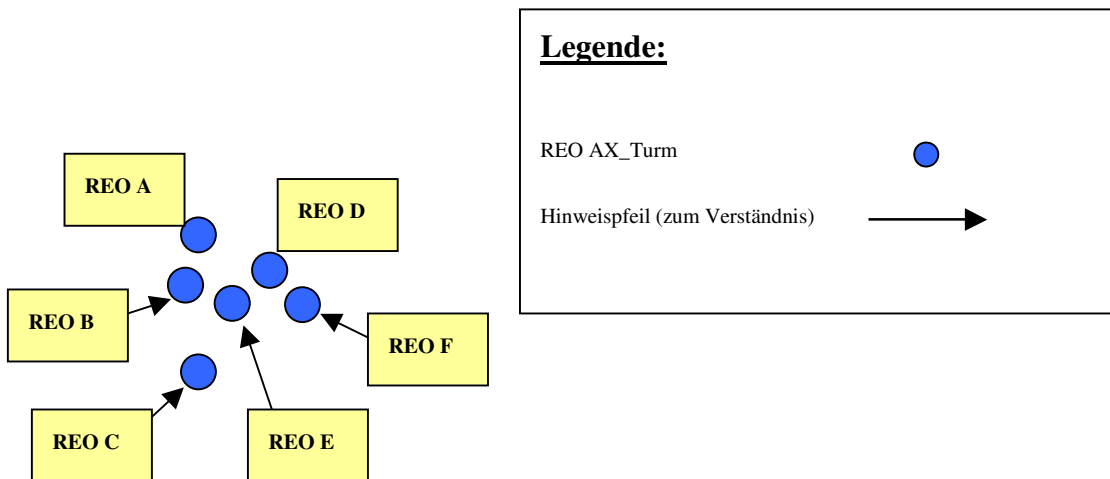 Legende:
REO AX_Turm
Hinweispfeil (zum Verständnis)
REO A
REO D
REO B
REO F
REO C
REO E